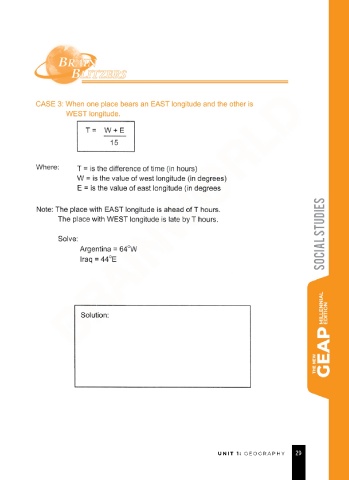 BRAIN
BLITZERS
CASE 3: When one place bears an EAST longitude and the other is
WEST longitude.
T = W + E
15
Where: T = is the difference of time (in hours)
W = is the value of west longitude (in degrees)
E = is the value of east longitude (in degrees
Note: The place with EAST longitude is ahead of T hours.
The place with WEST longitude is late by T hours.
Solve:
Argentina = 64°W
Iraq = 44°E
Solution:
SOCIAL STUDIES
THE NEW
GEAP
MILLENNIAL
EDITION
UNIT 1: GEOGRAPHY 29